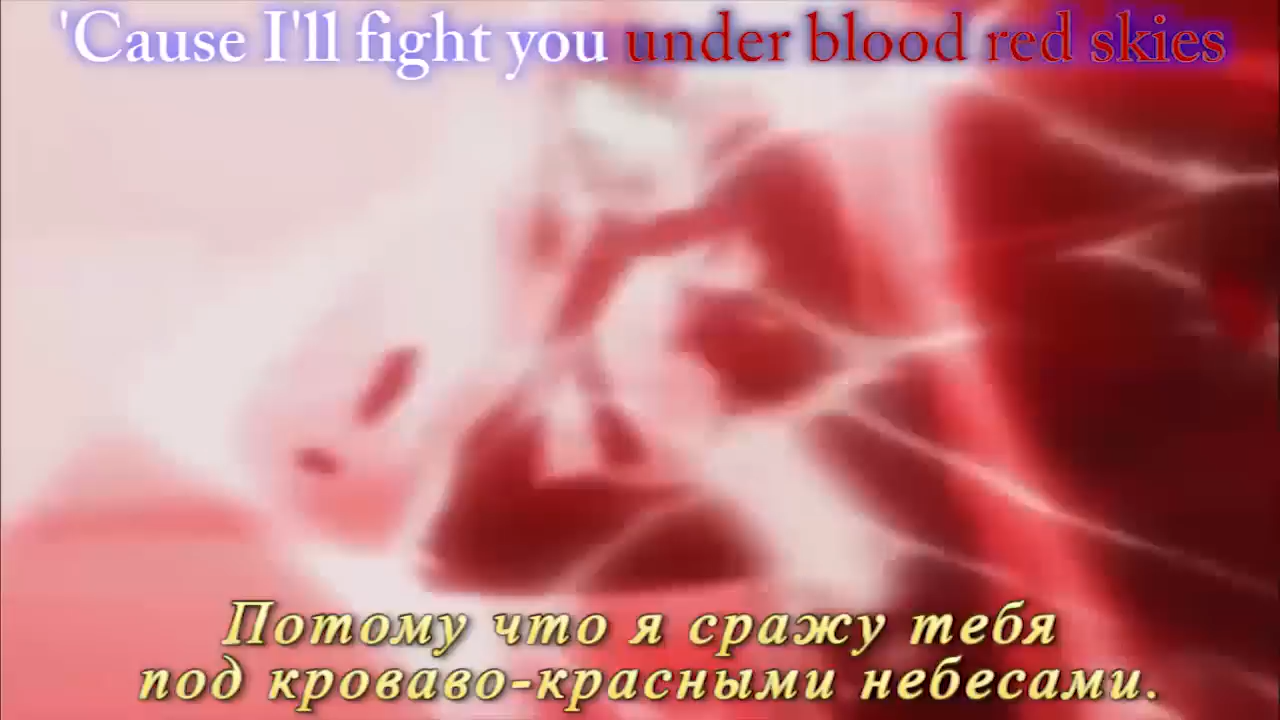 'Cause I'll fight you under blood red skies
Потому что я сражу тебя
под кроваво-красными небесами.